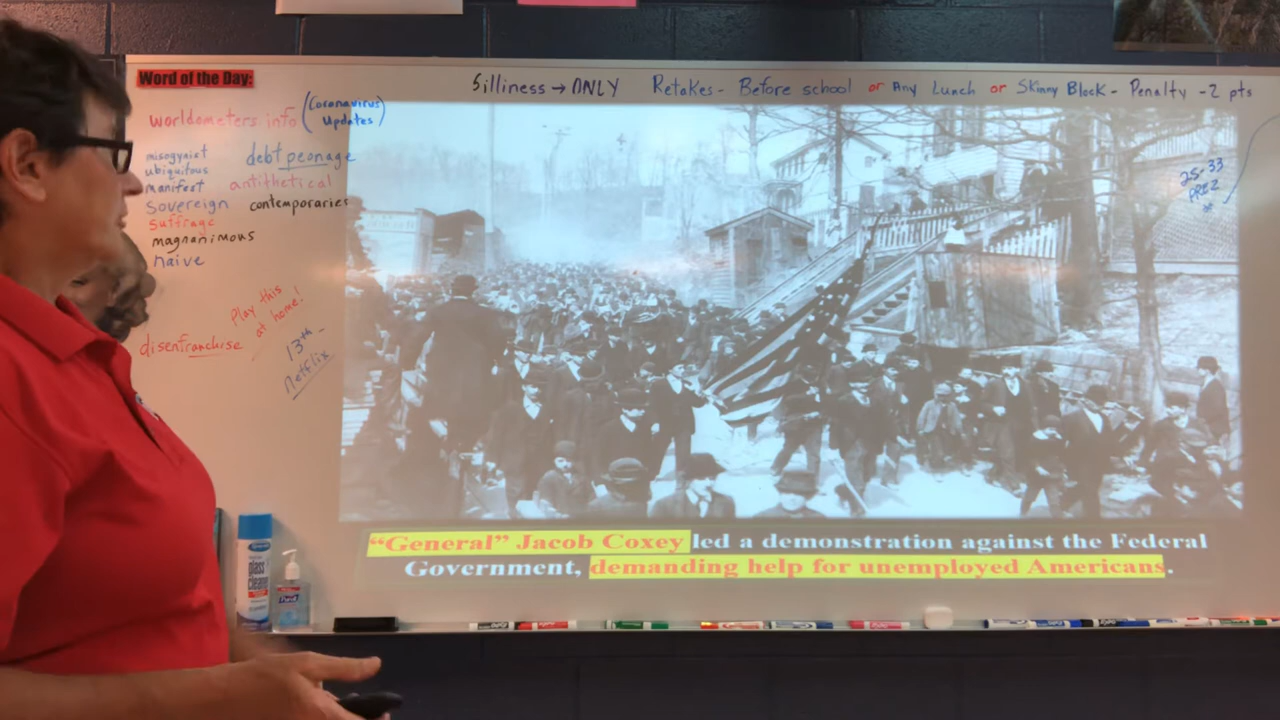 Word of the Day:
Silliness → ONLY Retakes - Before school or Any Lunch or Skinny Block - Penalty -2 pts
worldometers info (Coronavirus Updates)
misogynist
ubiquitous
manifest
sovereign
suffrage
magnanimous
naive
debt peonage
antithetical
contemporaries
25-33
PREZ
*
Play this
at home!
disenfranchise
13th -
Netflix
glass
cleaner
Purell
"General" Jacob Coxey led a demonstration against the Federal
Government, demanding help for unemployed Americans.